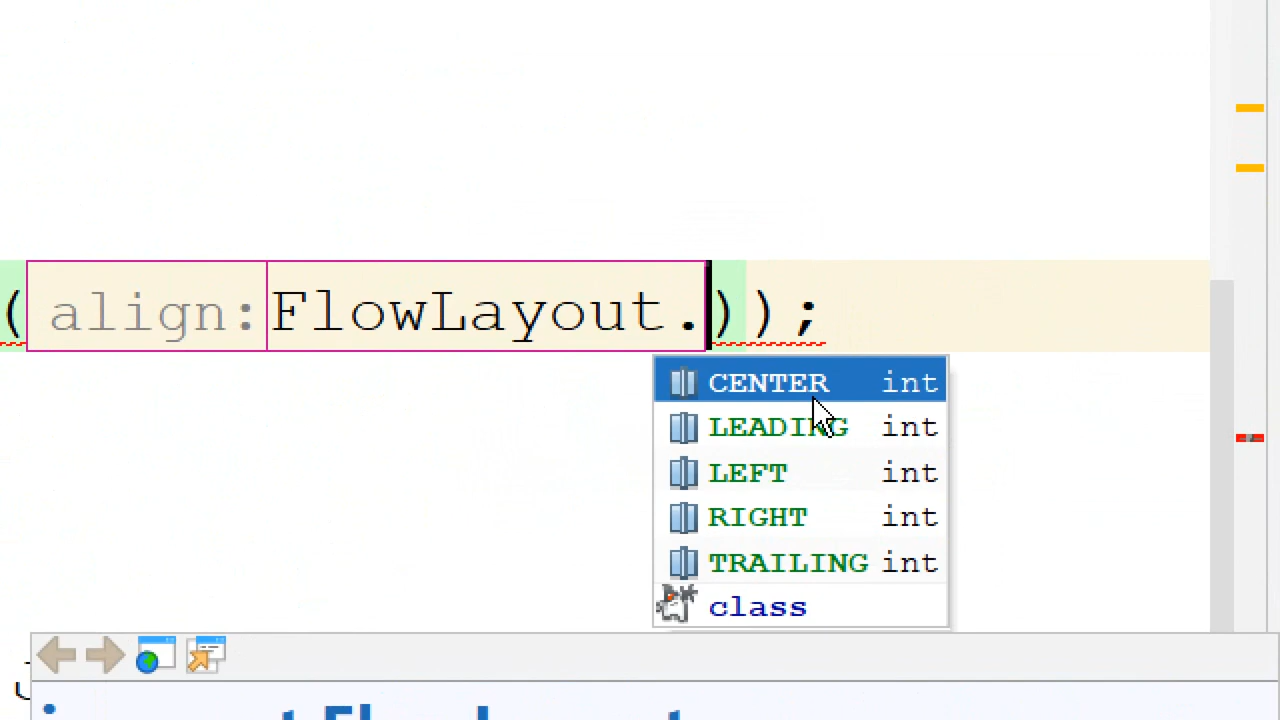 ( align: FlowLayout.));
CENTER int
LEADING int
LEFT int
RIGHT int
TRAILING int
class